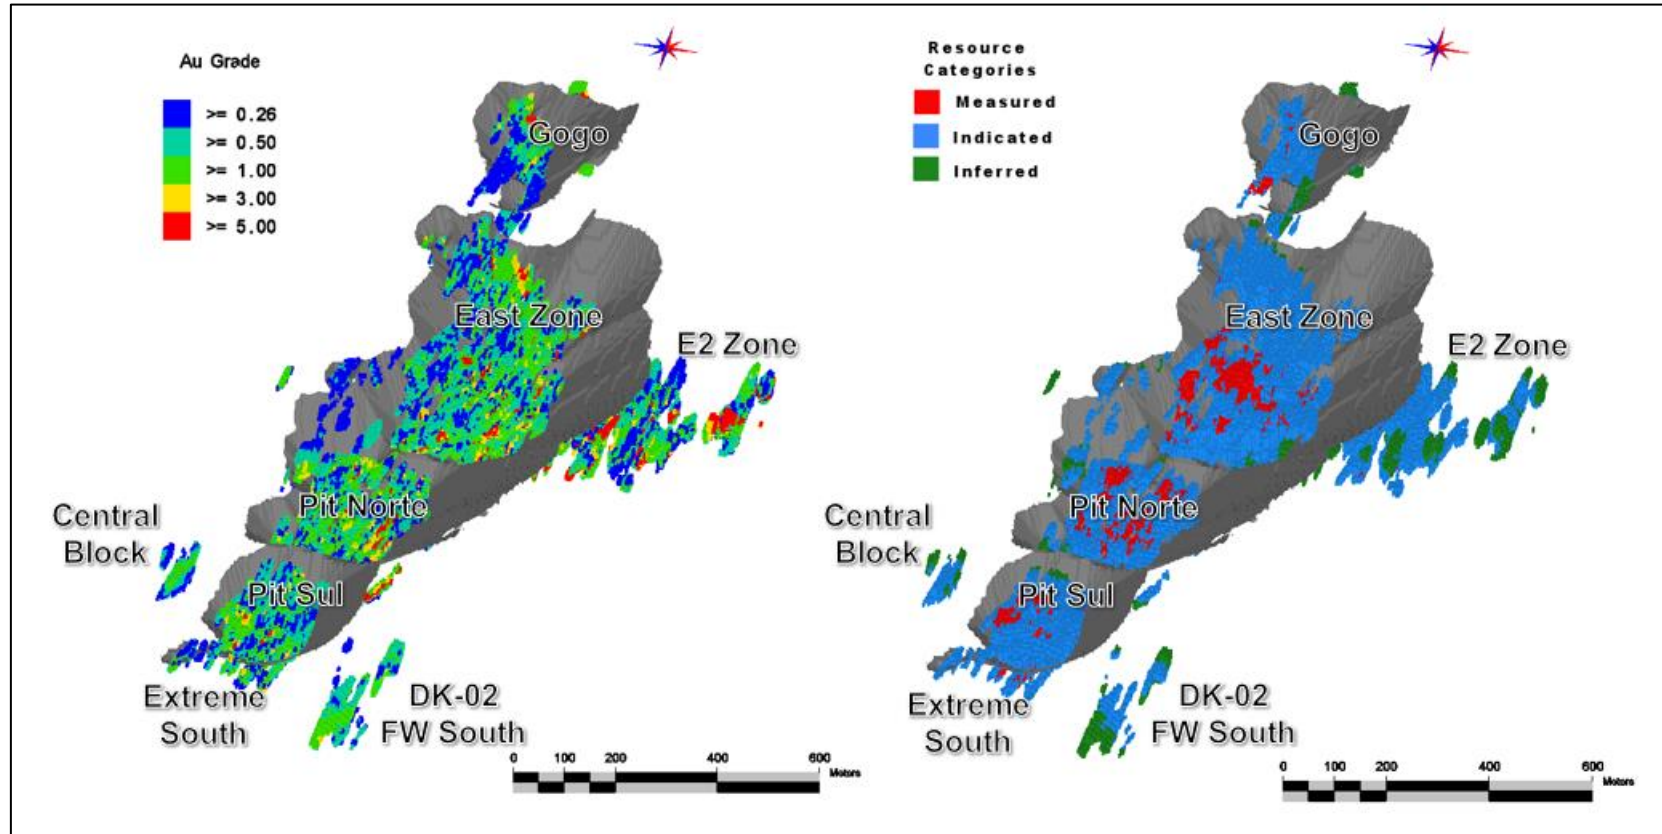 Au Grade
>= 0.26
>= 0.50
>= 1.00
>= 3.00
>= 5.00
Gogo
East Zone
E2 Zone
Pit Norte
Central
Block
Pit Sul
Extreme
South
DK-02
FW South
0 100 200 400 600
Meters
Resource
Categories
Measured
Indicated
Inferred
Gogo
East Zone
E2 Zone
Pit Norte
Central
Block
Pit Sul
Extreme
South
DK-02
FW South
0 100 200 400 600
Meters